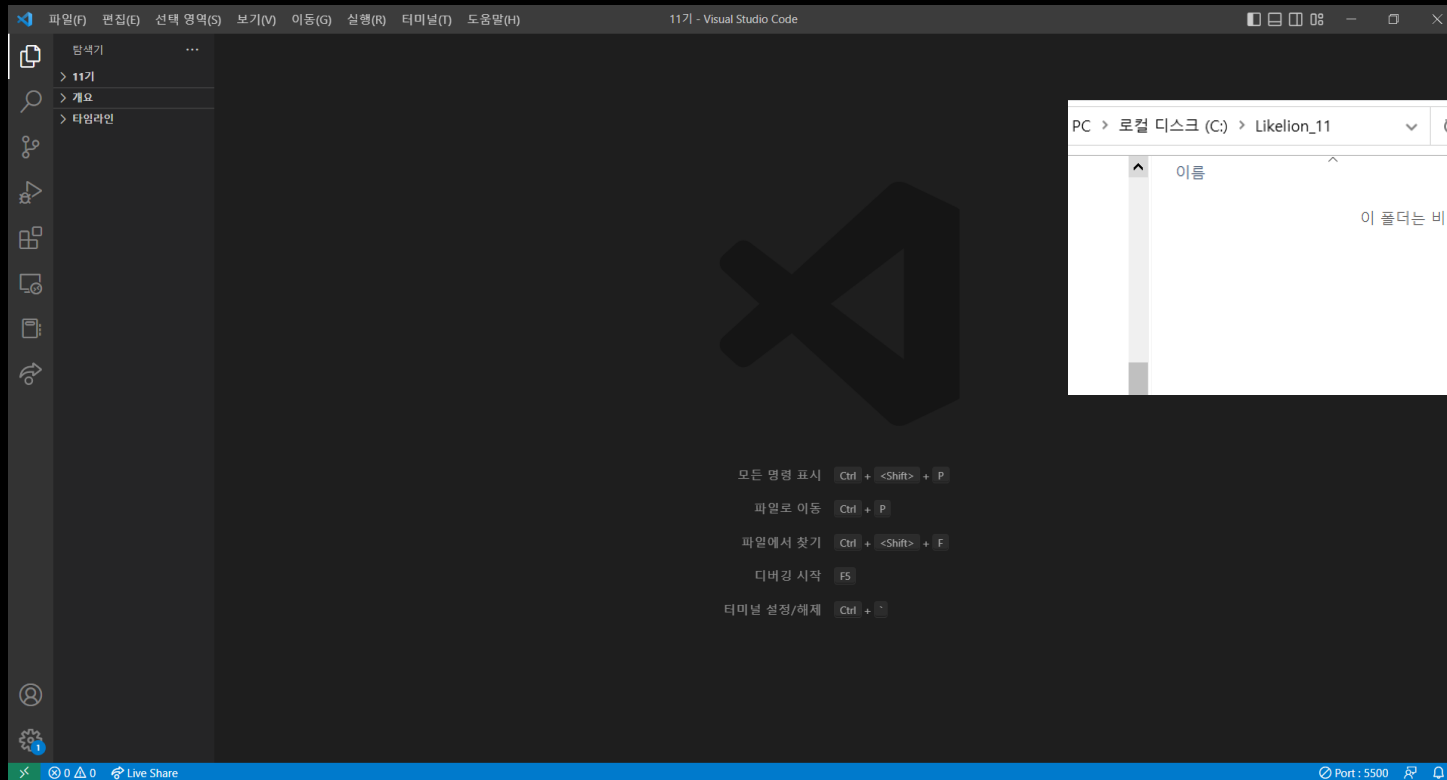 파일(F) 편집(E) 선택 영역(S) 보기(V) 이동(G) 실행(R) 터미널(T) 도움말(H) 11기 - Visual Studio Code
탐색기 ···
11기
개요
타임라인
PC > 로컬 디스크 (C:) > Likelion_11
이름
이 폴더는 비
모든 명령 표시 Ctrl + <Shift> + P
파일로 이동 Ctrl + P
파일에서 찾기 Ctrl + <Shift> + F
디버깅 시작 F5
터미널 설정/해제 Ctrl + `
1
0 0 Live Share Port : 5500